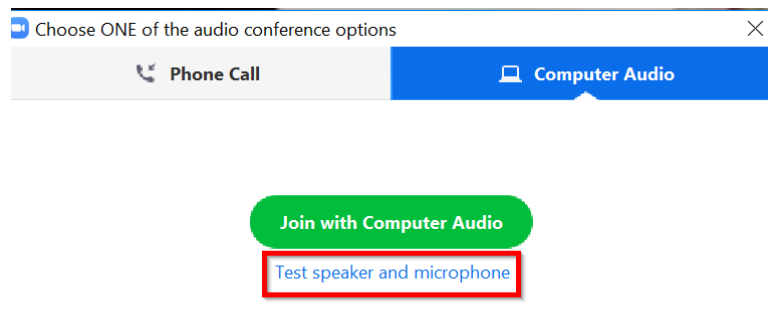 Choose ONE of the audio conference options
Phone Call
Computer Audio
Join with Computer Audio
Test speaker and microphone